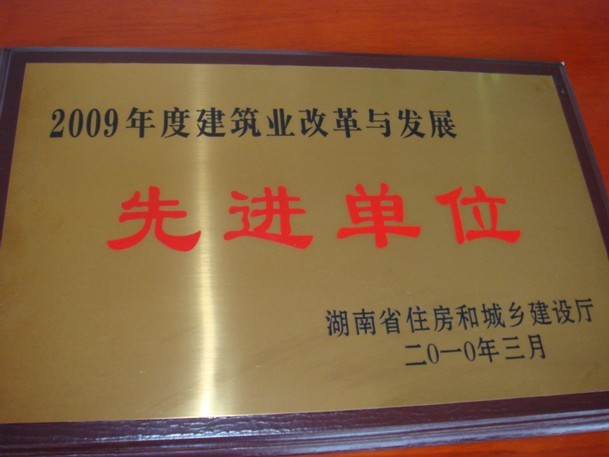 2009年度建筑业改革与发展
先进单位
湖南省住房和城乡建设厅
二O一O年三月